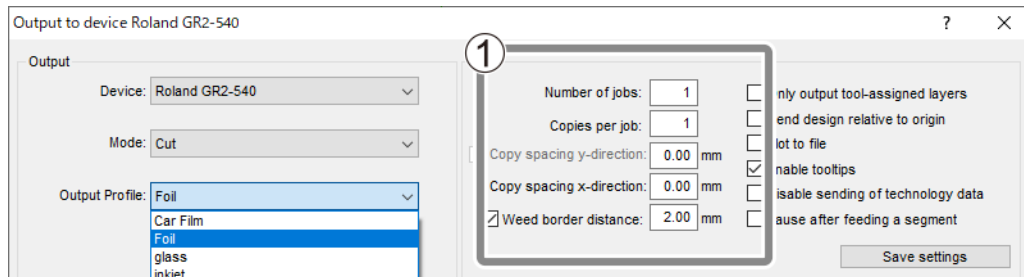 Output to device Roland GR2-540
?
Output
Device: Roland GR2-540
Mode: Cut
Output Profile: Foil
Car Film
Foil
glass
inkjet
1
Number of jobs: 1
Copies per job: 1
Copy spacing y-direction: 0.00 mm
Copy spacing x-direction: 0.00 mm
Weed border distance: 2.00 mm
nly output tool-assigned layers
end design relative to origin
lot to file
nable tooltips
isable sending of technology data
ause after feeding a segment
Save settings